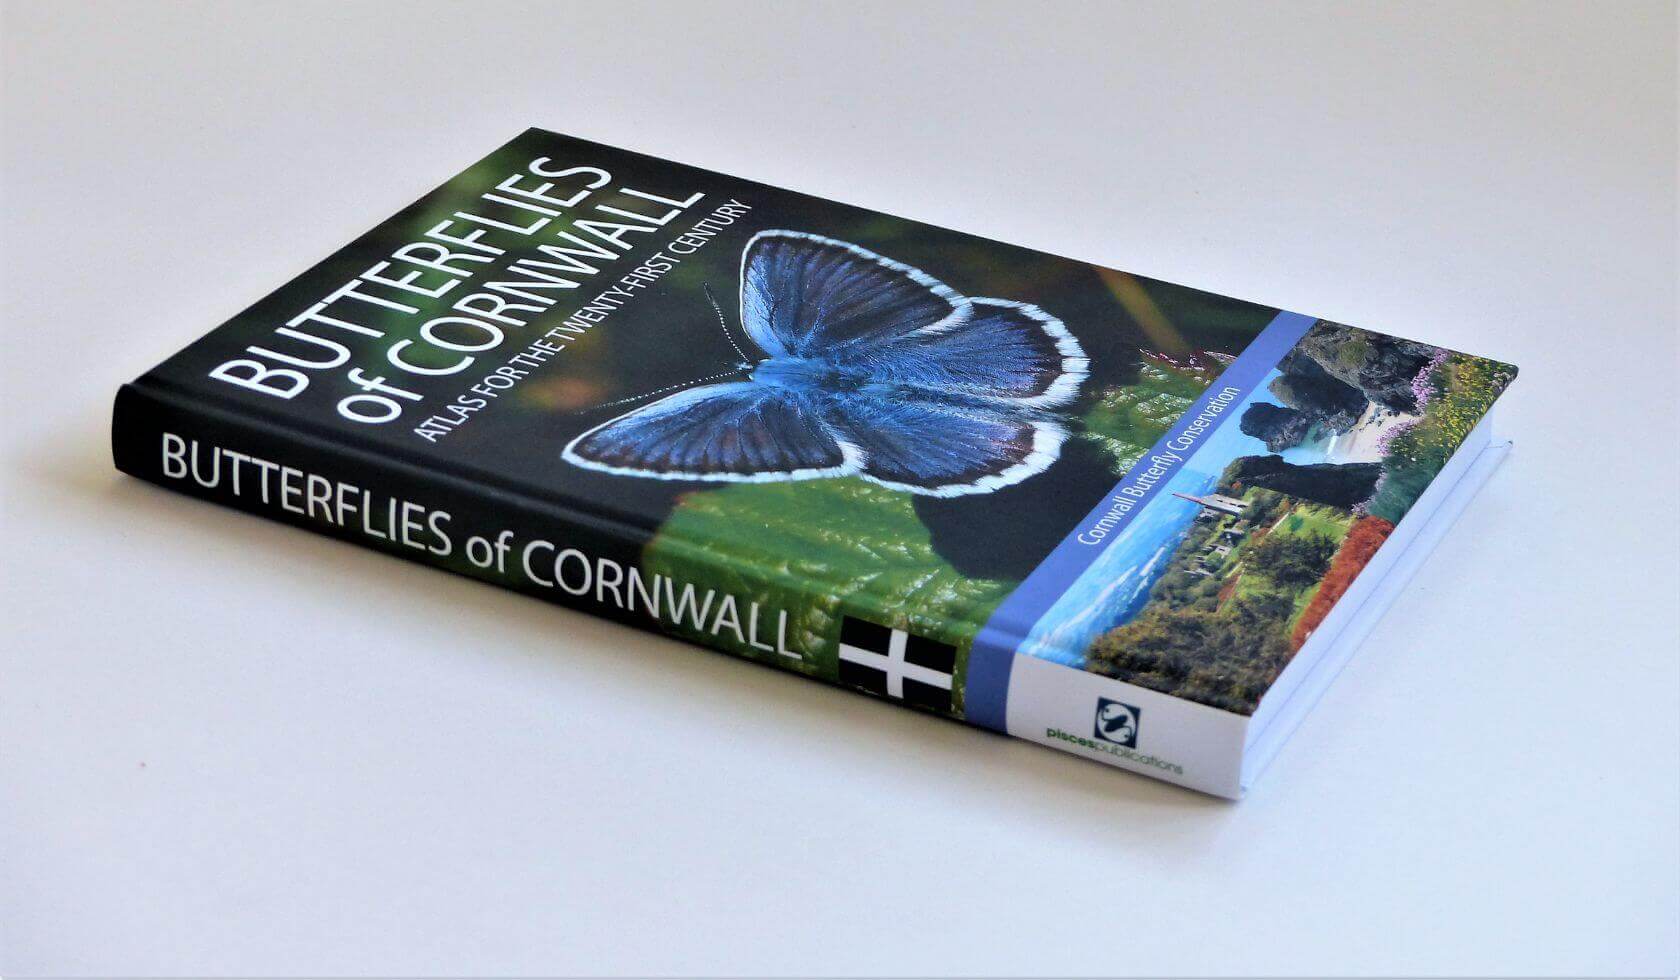 BUTTERFLIES
of CORNWALL
ATLAS FOR THE TWENTY-FIRST CENTURY
Cornwall Butterfly Conservation
BUTTERFLIES of CORNWALL
piscespublications